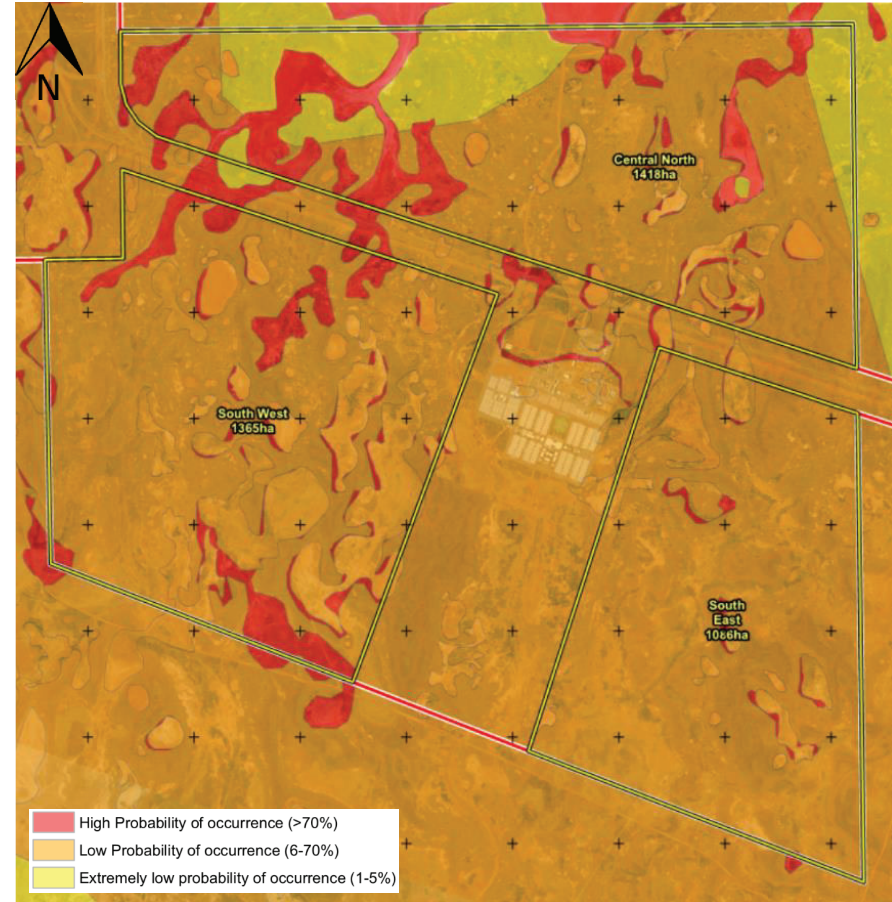 N
Central North
1418ha
South West
1365ha
South
East
1086ha
High Probability of occurrence (>70%)
Low Probability of occurrence (6-70%)
Extremely low probability of occurrence (1-5%)